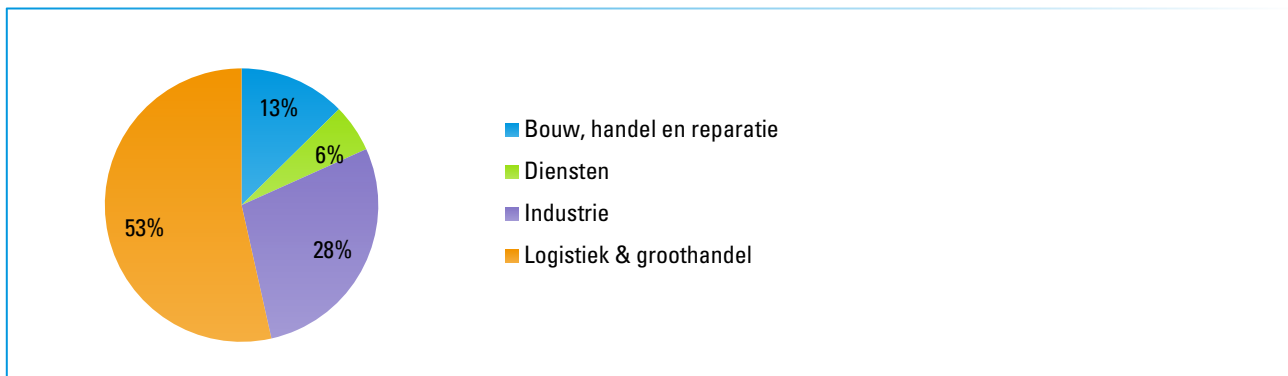 13%
6%
28%
53%
Bouw, handel en reparatie
Diensten
Industrie
Logistiek & groothandel